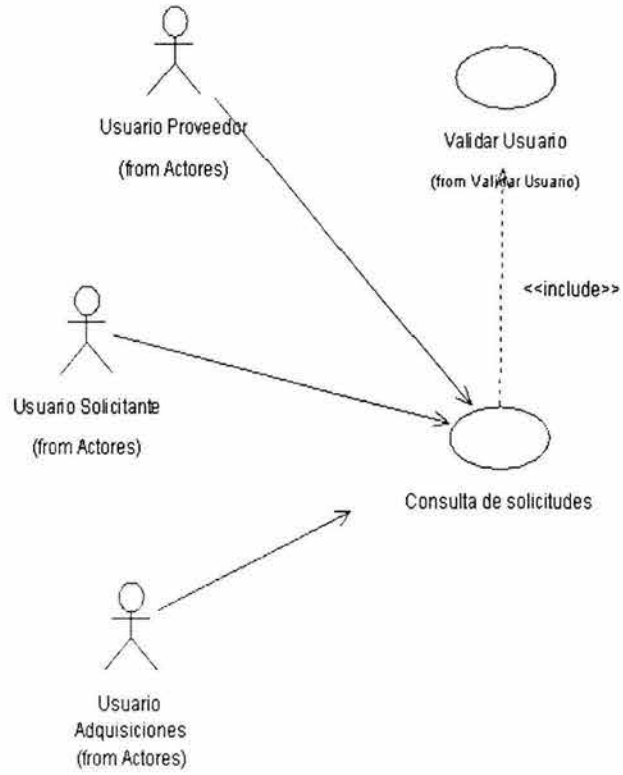 Usuario Proveedor
(from Actores)
Validar Usuario
(from Validar Usuario)
<<include>>
Usuario Solicitante
(from Actores)
Consulta de solicitudes
Usuario
Adquisiciones
(from Actores)